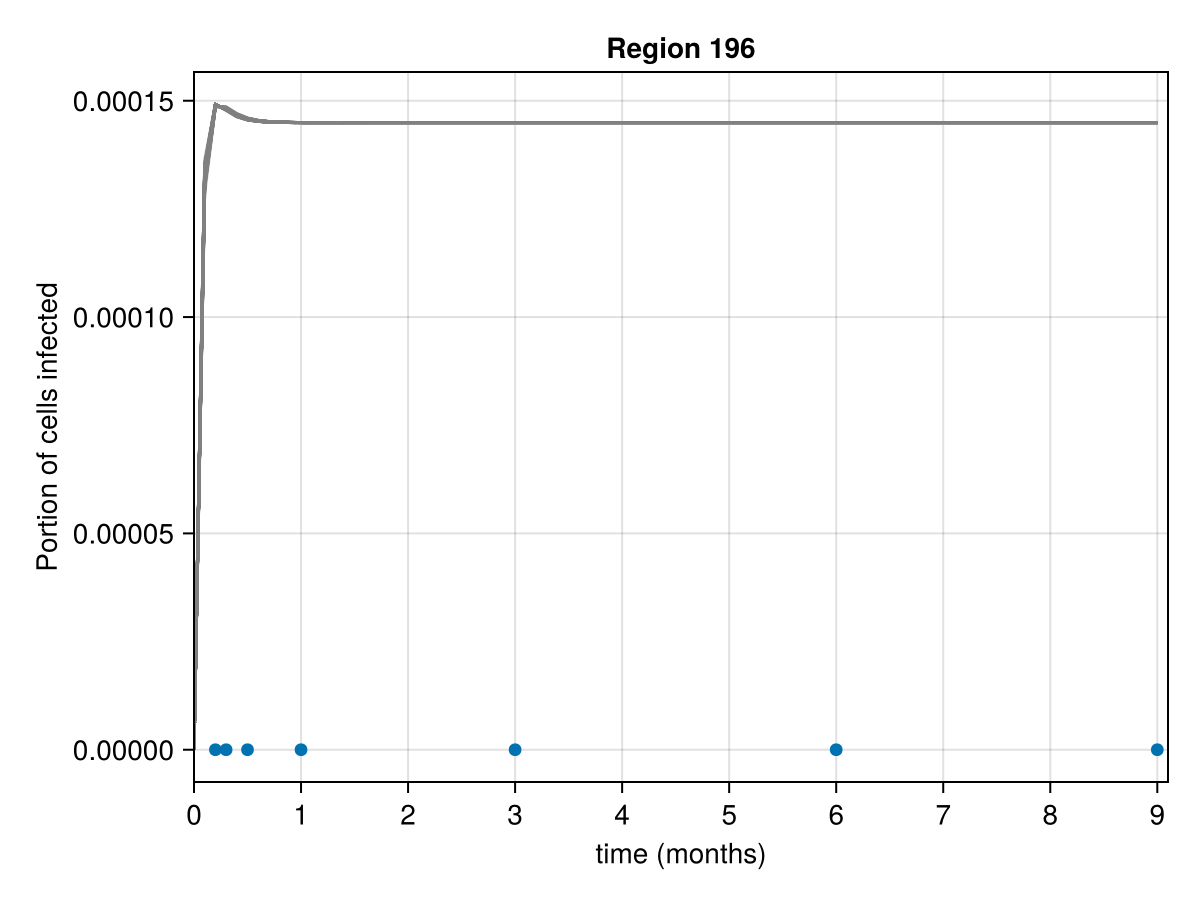 Region 196
0.00015
0.00010
0.00005
0.00000
Portion of cells infected
0 1 2 3 4 5 6 7 8 9
time (months)